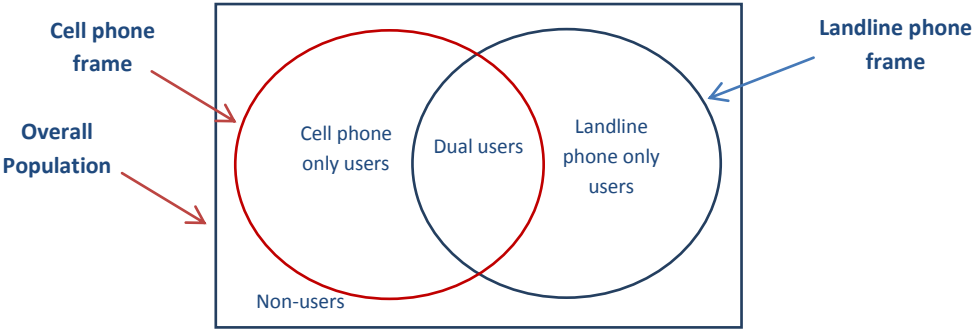 Cell phone
frame
Landline phone
frame
Overall
Population
Cell phone
only users
Dual users
Landline
phone only
users
Non-users